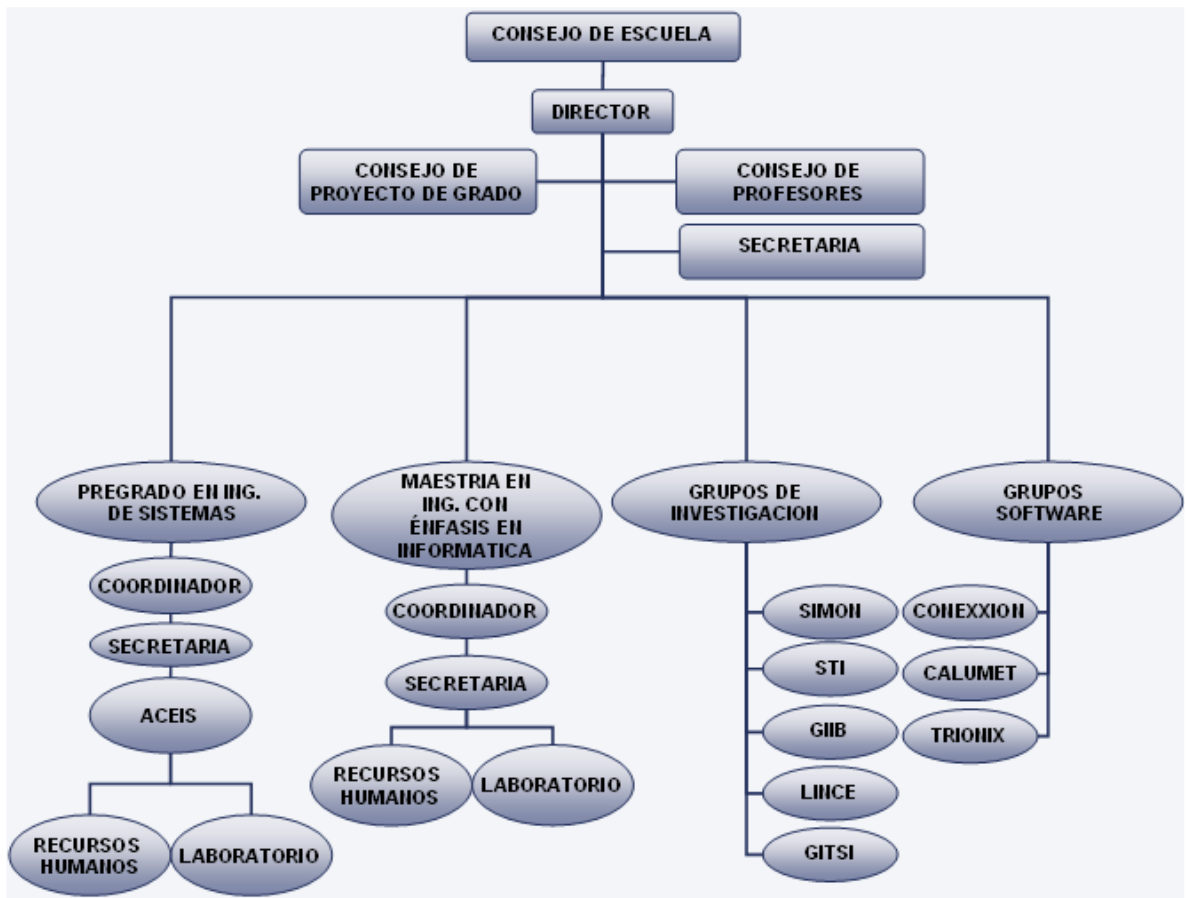 CONSEJO DE ESCUELA
DIRECTOR
CONSEJO DE
PROYECTO DE GRADO
CONSEJO DE
PROFESORES
SECRETARIA
PREGRADO EN ING.
DE SISTEMAS
COORDINADOR
SECRETARIA
ACEIS
RECURSOS
HUMANOS
LABORATORIO
MAESTRIA EN
ING. CON
ÉNFASIS EN
INFORMATICA
COORDINADOR
SECRETARIA
RECURSOS
HUMANOS
LABORATORIO
GRUPOS DE
INVESTIGACION
SIMON
STI
GIIB
LINCE
GITSI
GRUPOS
SOFTWARE
CONEXXION
CALUMET
TRIONIX